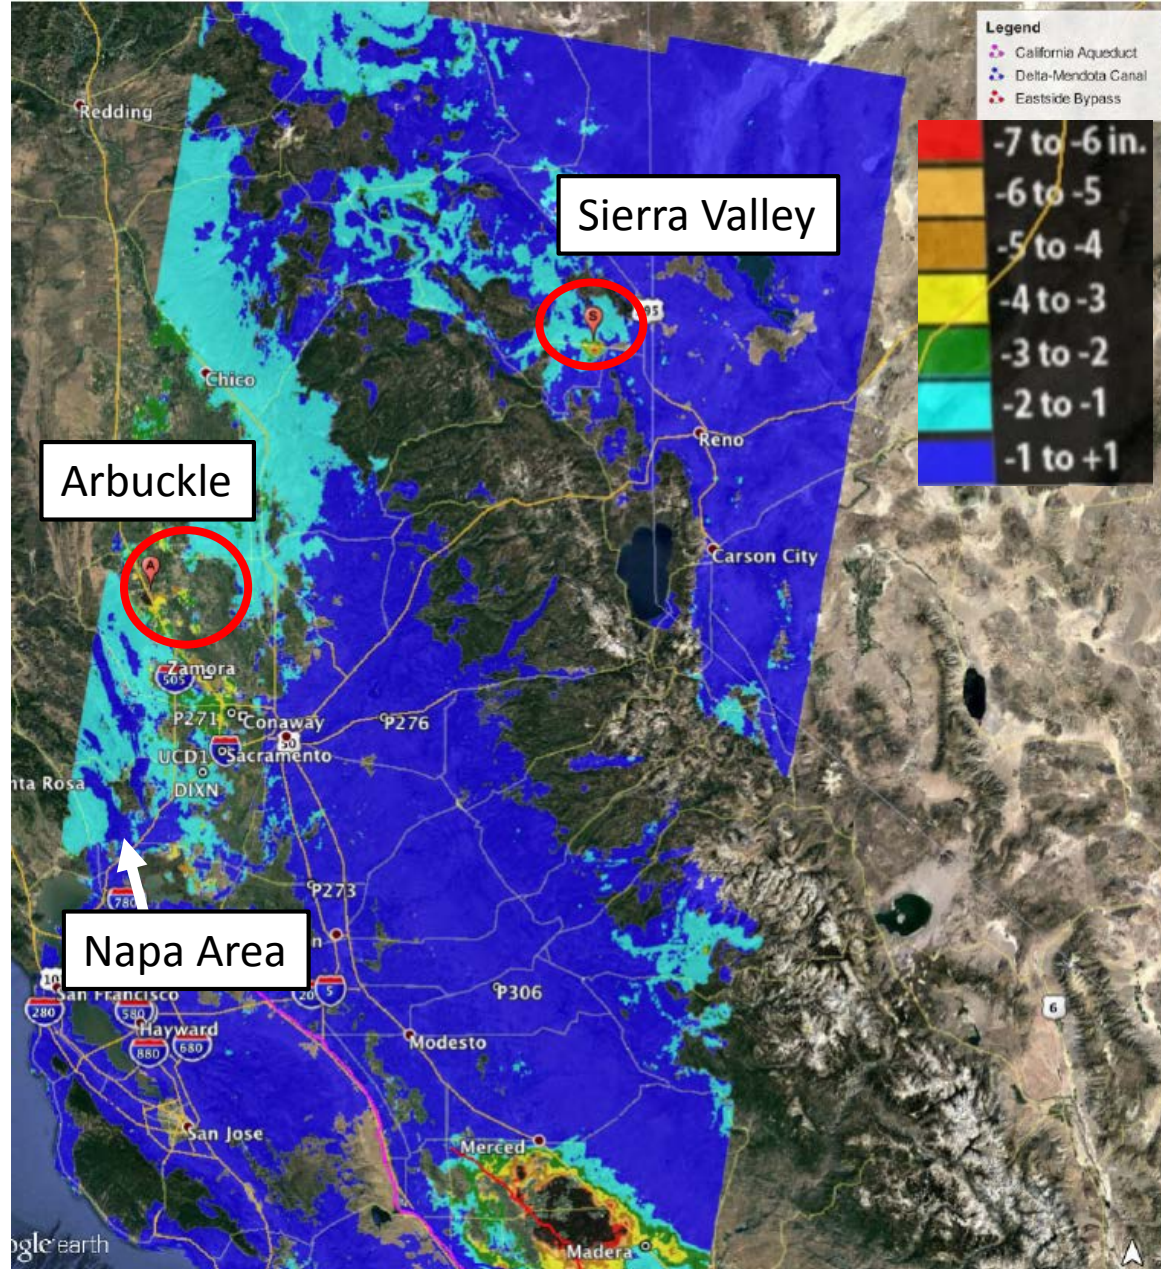 Legend
California Aqueduct
Delta-Mendota Canal
Eastside Bypass
-7 to -6 in.
-6 to -5
-5 to -4
-4 to -3
-3 to -2
-2 to -1
-1 to +1
Redding
Sierra Valley
S
Chico
Reno
Arbuckle
A
Carson City
Zamora
505
P271
Conaway
P276
50
UCD1
Sacramento
DIXN
nta Rosa
P273
780
Napa Area
n
San Francisco
280
580
20
5
P306
6
Hayward
880
680
Modesto
San Jose
Merced
Madera
ogle earth